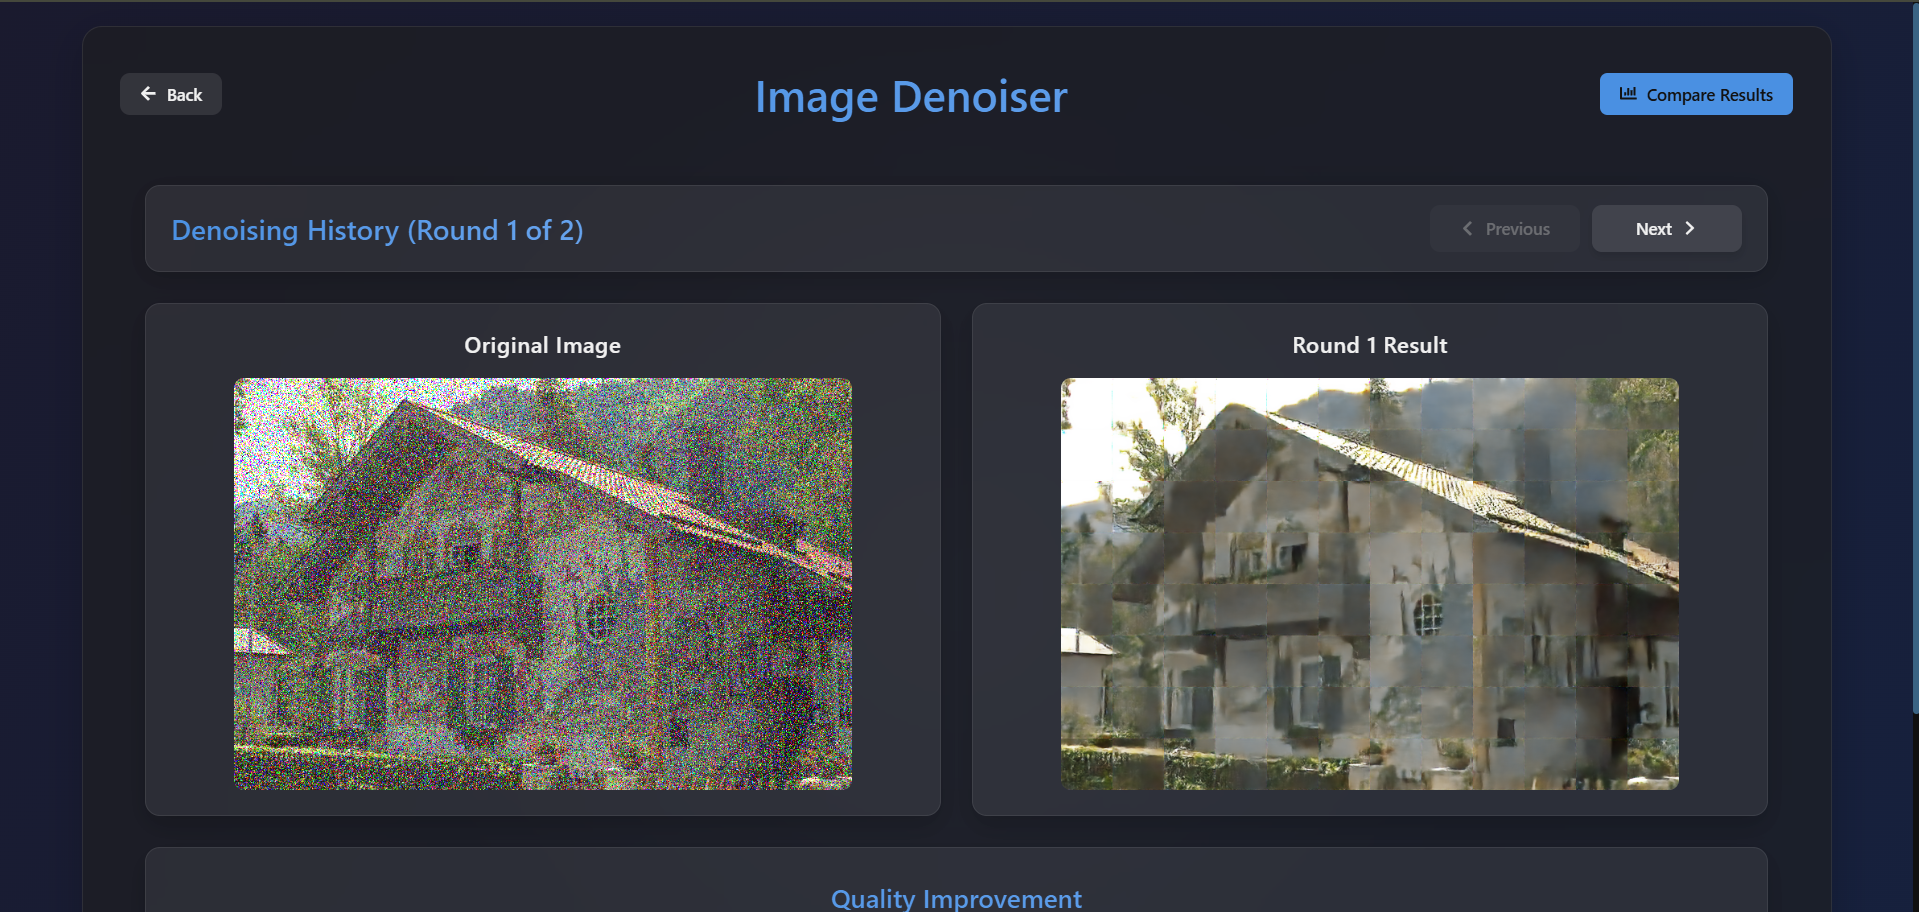 Back
Image Denoiser
Compare Results
Denoising History (Round 1 of 2)
Previous
Next
Original Image
Round 1 Result
Quality Improvement